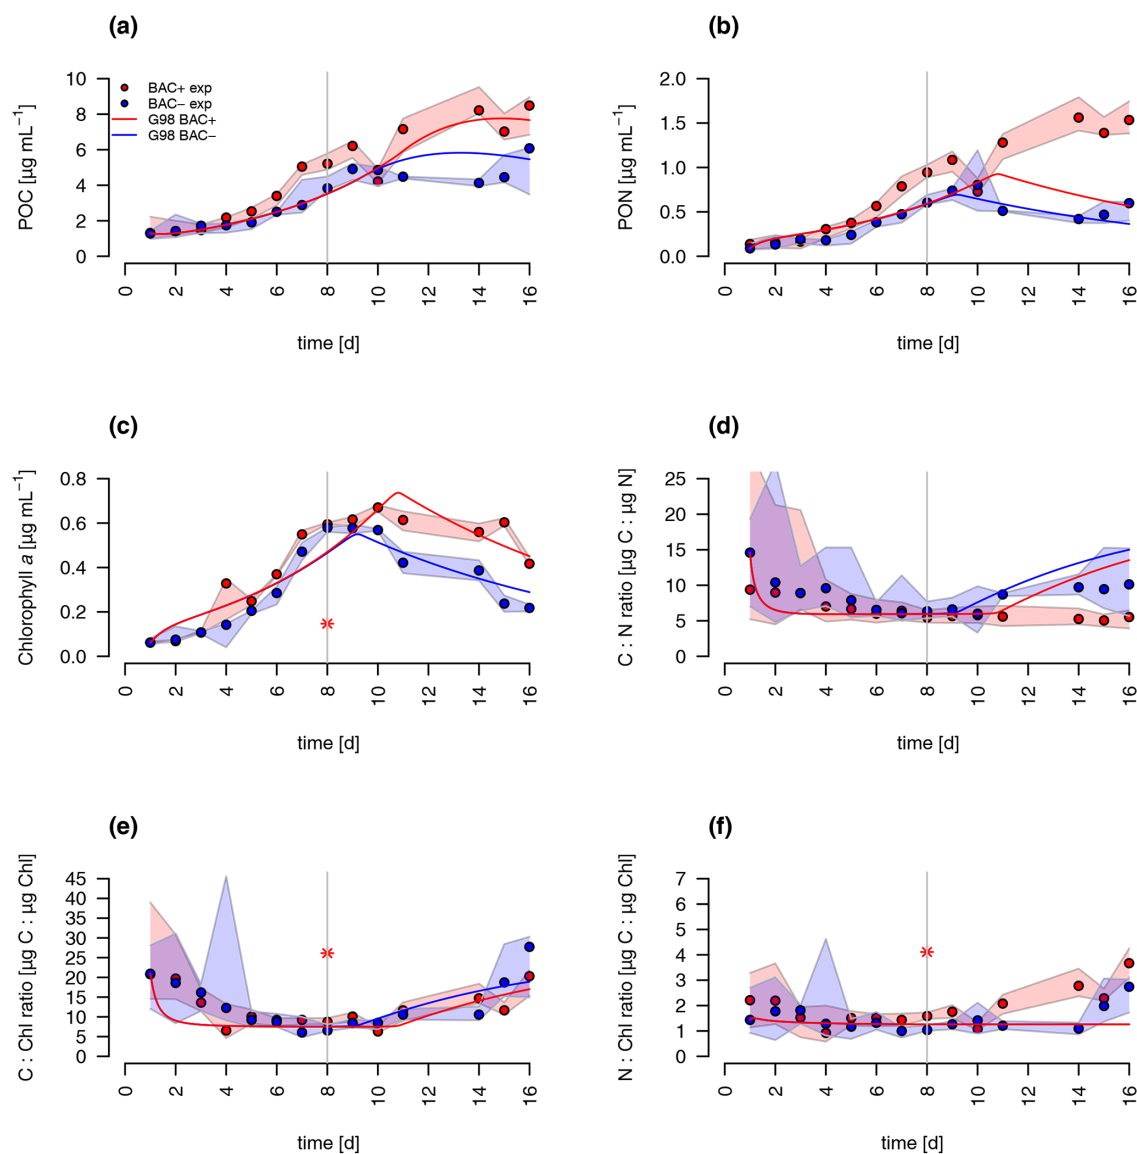 (a)
10
8
6
4
2
0
POC [µg mL⁻¹]
BAC+ exp
BAC− exp
G98 BAC+
G98 BAC−
0 2 4 6 8 10 12 14 16
time [d]
(b)
2.0
1.5
1.0
0.5
0.0
PON [µg mL⁻¹]
0 2 4 6 8 10 12 14 16
time [d]
(c)
0.8
0.6
0.4
0.2
0.0
Chlorophyll a [µg mL⁻¹]
0 2 4 6 8 10 12 14 16
time [d]
(d)
25
20
15
10
5
0
C : N ratio [µg C : µg N]
0 2 4 6 8 10 12 14 16
time [d]
(e)
45
40
35
30
25
20
15
10
5
0
C : Chl ratio [µg C : µg Chl]
0 2 4 6 8 10 12 14 16
time [d]
(f)
7
6
5
4
3
2
1
0
N : Chl ratio [µg C : µg Chl]
0 2 4 6 8 10 12 14 16
time [d]